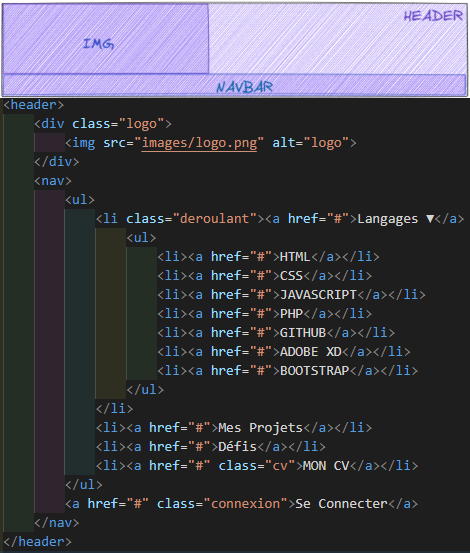 HEADER
IMG
NAVBAR
<header>
<div class="logo">
<img src="images/logo.png" alt="logo">
</div>
<nav>
<ul>
<li class="deroulant"><a href="#">Langages ▼</a>
<ul>
<li><a href="#">HTML</a></li>
<li><a href="#">CSS</a></li>
<li><a href="#">JAVASCRIPT</a></li>
<li><a href="#">PHP</a></li>
<li><a href="#">GITHUB</a></li>
<li><a href="#">ADOBE XD</a></li>
<li><a href="#">BOOTSTRAP</a></li>
</ul>
</li>
<li><a href="#">Mes Projets</a></li>
<li><a href="#">Défis</a></li>
<li><a href="#" class="cv">MON CV</a></li>
</ul>
<a href="#" class="connexion">Se Connecter</a>
</nav>
</header>